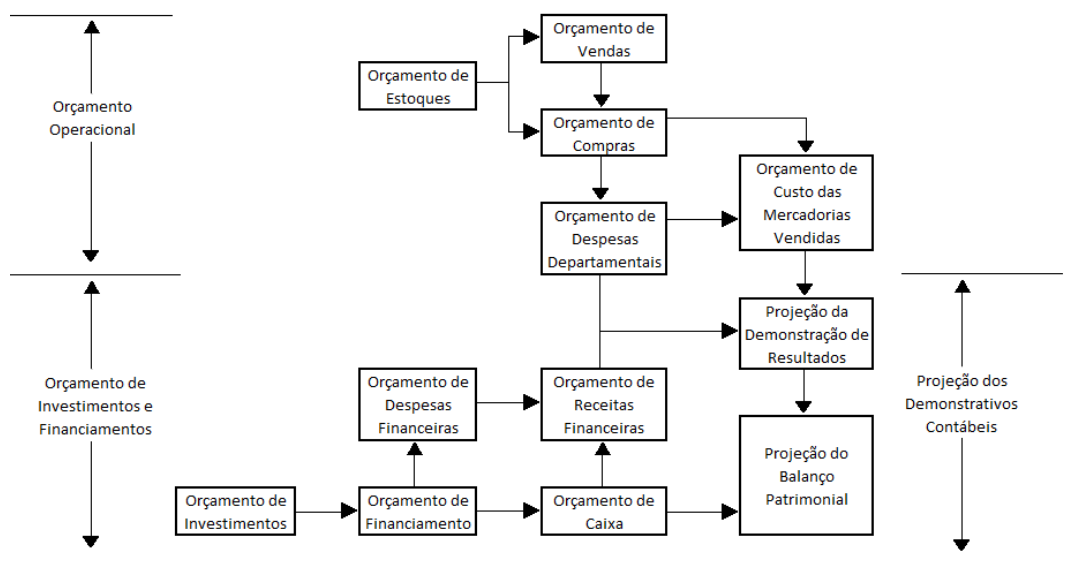 Orçamento de
Vendas
Orçamento de
Estoques
Orçamento
Operacional
Orçamento de
Compras
Orçamento de
Custo das
Mercadorias
Vendidas
Orçamento de
Despesas
Departamentais
Projeção da
Demonstração de
Resultados
Orçamento de
Investimentos e
Financiamentos
Orçamento de
Despesas
Financeiras
Orçamento de
Receitas
Financeiras
Projeção dos
Demonstrativos
Contábeis
Projeção do
Balanço
Patrimonial
Orçamento de
Investimentos
Orçamento de
Financiamento
Orçamento de
Caixa